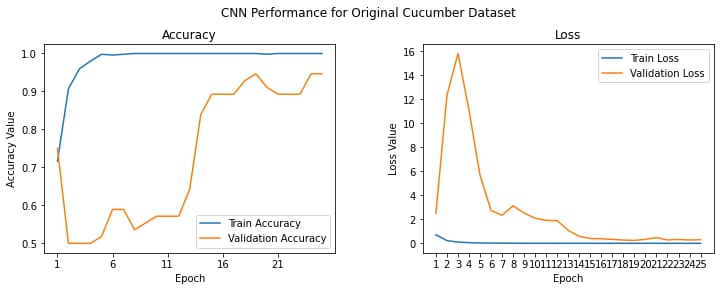 CNN Performance for Original Cucumber Dataset
Accuracy
Accuracy Value
1.0
0.9
0.8
0.7
0.6
0.5
Train Accuracy
Validation Accuracy
1 6 11 16 21
Epoch
Loss
Loss Value
16
14
12
10
8
6
4
2
0
Train Loss
Validation Loss
1 2 3 4 5 6 7 8 9 10 11 12 13 14 15 16 17 18 19 20 21 22 23 24 25
Epoch